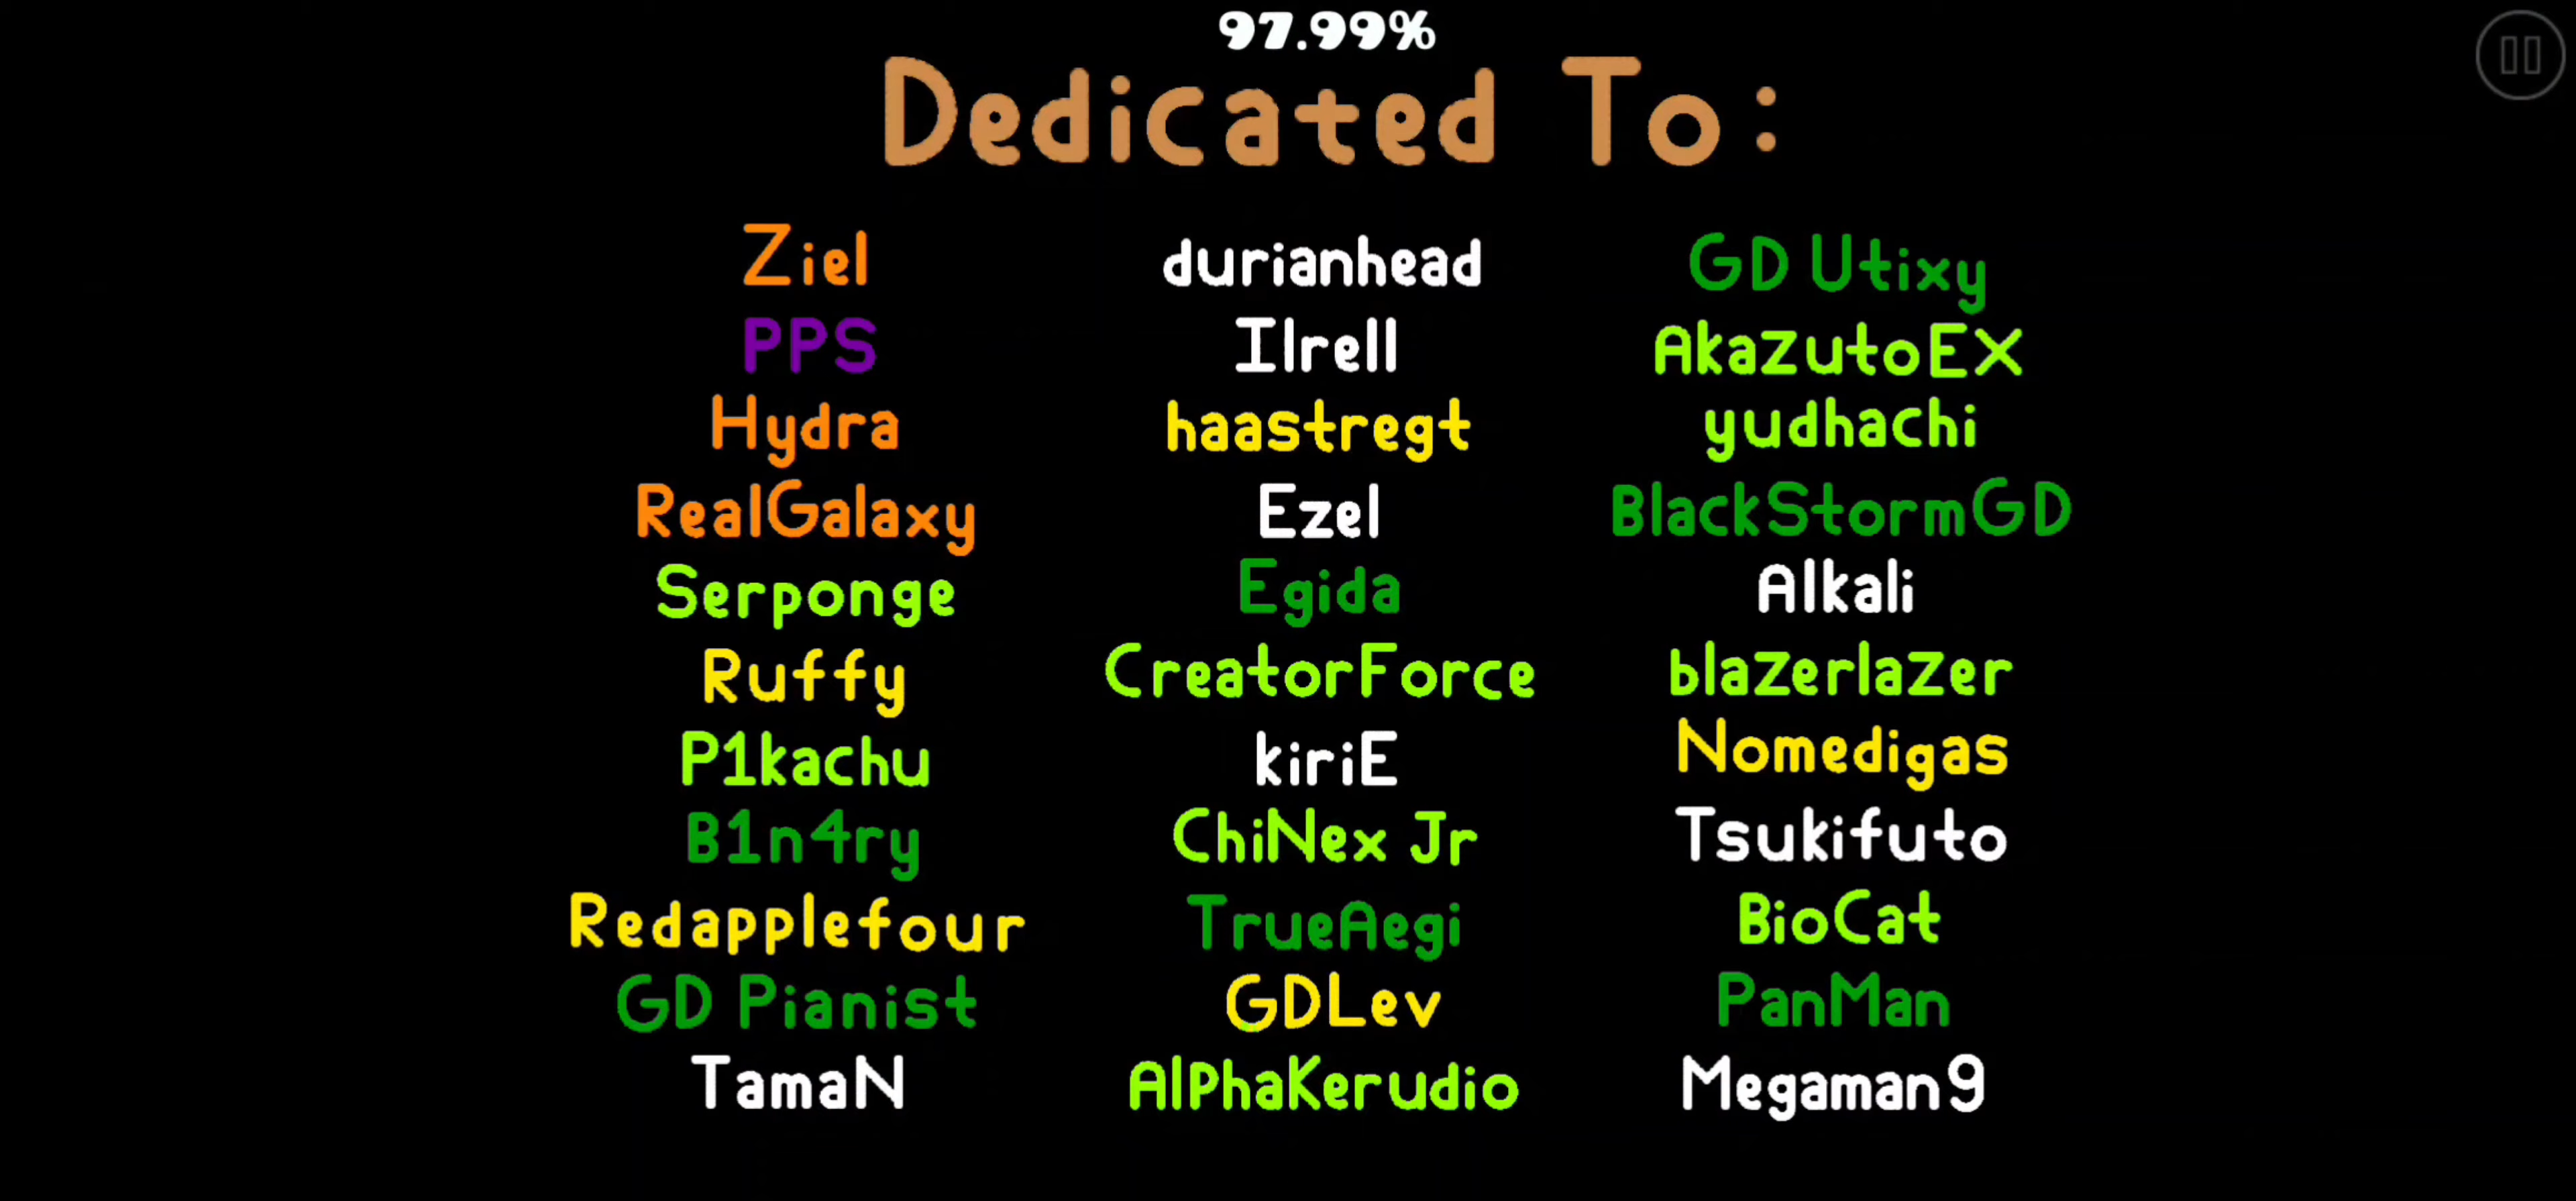 97.99%
Dedicated To:
Ziel
PPS
Hydra
RealGalaxy
Serponge
Ruffy
P1kachu
B1n4ry
Redapplefour
GD Pianist
TamaN
durianhead
Ilrell
haastregt
Ezel
Egida
CreatorForce
kiriE
ChiNex Jr
TrueAegi
GDLev
AlPhaKerudio
GD Utixy
AkazutoEX
yudhachi
BlackStormGD
Alkali
blazerlazer
Nomedigas
Tsukifuto
BioCat
PanMan
Megaman9